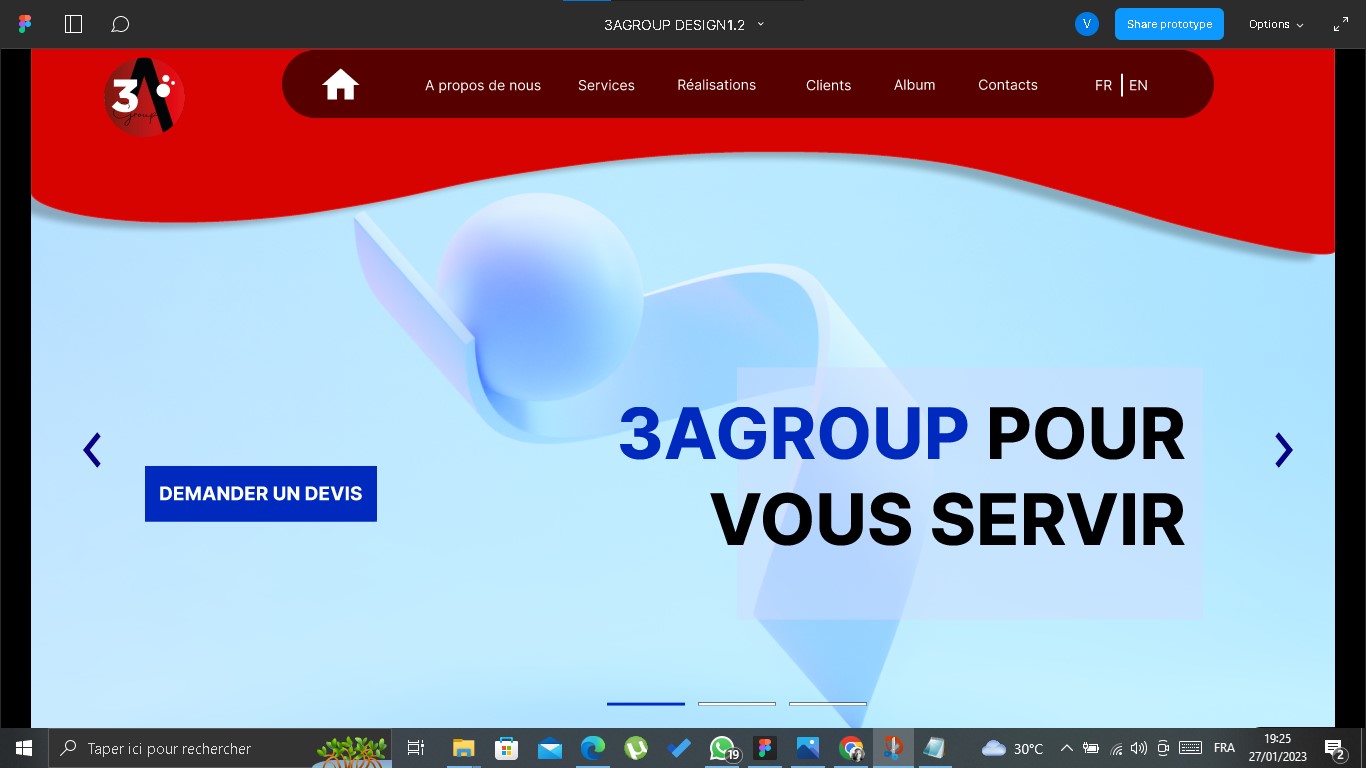 3AGROUP DESIGN1.2
V
Share prototype
Options
3A
Group
A propos de nous
Services
Réalisations
Clients
Album
Contacts
FR | EN
3AGROUP POUR
VOUS SERVIR
DEMANDER UN DEVIS
Taper ici pour rechercher
19
30°C
FRA
19:25
27/01/2023
2